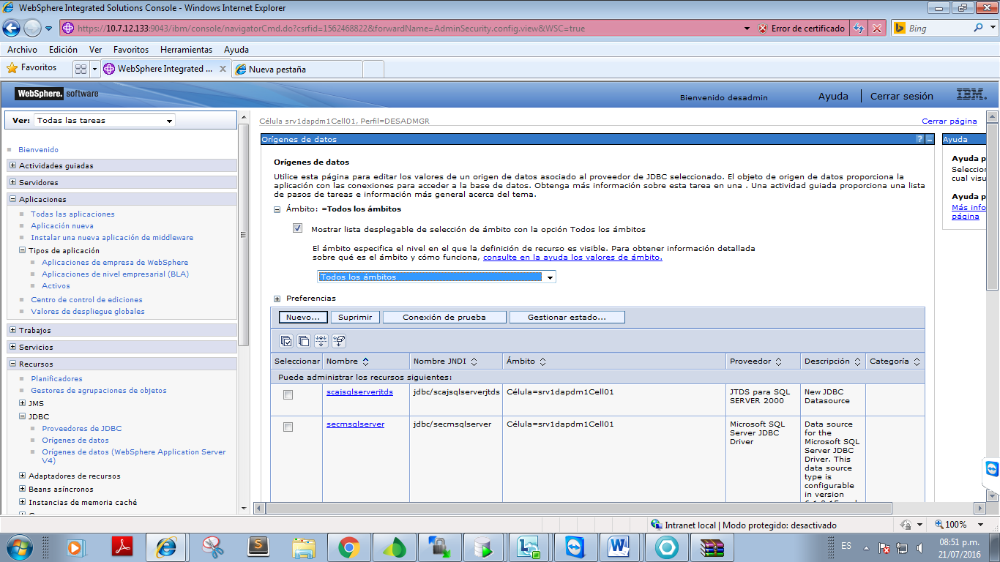 WebSphere Integrated Solutions Console - Windows Internet Explorer
https://10.7.12.133:9043/ibm/console/navigatorCmd.do?csrfid=1562468822&forwardName=AdminSecurity.config.view&WSC=true
Error de certificado
Bing
Archivo Edición Ver Favoritos Herramientas Ayuda
Favoritos
WebSphere Integrated ...
Nueva pestaña
WebSphere. software
Bienvenido desadmin
Ayuda
Cerrar sesión
IBM.
Ver: Todas las tareas
Bienvenido
Actividades guiadas
Servidores
Aplicaciones
Todas las aplicaciones
Aplicación nueva
Instalar una nueva aplicación de middleware
Tipos de aplicación
Aplicaciones de empresa de WebSphere
Aplicaciones de nivel empresarial (BLA)
Activos
Centro de control de ediciones
Valores de despliegue globales
Trabajos
Servicios
Recursos
Planificadores
Gestores de agrupaciones de objetos
JMS
JDBC
Proveedores de JDBC
Orígenes de datos
Orígenes de datos (WebSphere Application Server
V4)
Adaptadores de recursos
Beans asíncronos
Instancias de memoria caché
Célula srv1dapdm1Cell01, Perfil=DESADMGR
Cerrar página
Orígenes de datos
?
Orígenes de datos
Utilice esta página para editar los valores de un origen de datos asociado al proveedor de JDBC seleccionado. El objeto de origen de datos proporciona la
aplicación con las conexiones para acceder a la base de datos. Obtenga más información sobre esta tarea en una . Una actividad guiada proporciona una lista
de pasos de tareas e información más general acerca del tema.
Ámbito: =Todos los ámbitos
Mostrar lista desplegable de selección de ámbito con la opción Todos los ámbitos
El ámbito especifica el nivel en el que la definición de recurso es visible. Para obtener información detallada
sobre qué es el ámbito y cómo funciona, consulte en la ayuda los valores de ámbito.
Todos los ámbitos
Preferencias
Nuevo... Suprimir Conexión de prueba Gestionar estado...
Seleccionar Nombre Nombre JNDI Ámbito Proveedor Descripción Categoría
Puede administrar los recursos siguientes:
scajsqlserverjtds jdbc/scajsqlserverjtds Célula=srv1dapdm1Cell01
JTDS para SQL
SERVER 2000
New JDBC
Datasource
secmsqlserver jdbc/secmsqlserver Célula=srv1dapdm1Cell01
Microsoft SQL
Server JDBC
Driver
Data source
for the
Microsoft SQL
Server JDBC
Driver. This
data source
type is
configurable
in version
Ayuda
Ayuda p
Seleccion
cual visu
Ayuda p
Más info
página
Intranet local | Modo protegido: desactivado
100%
ES
08:51 p.m.
21/07/2016